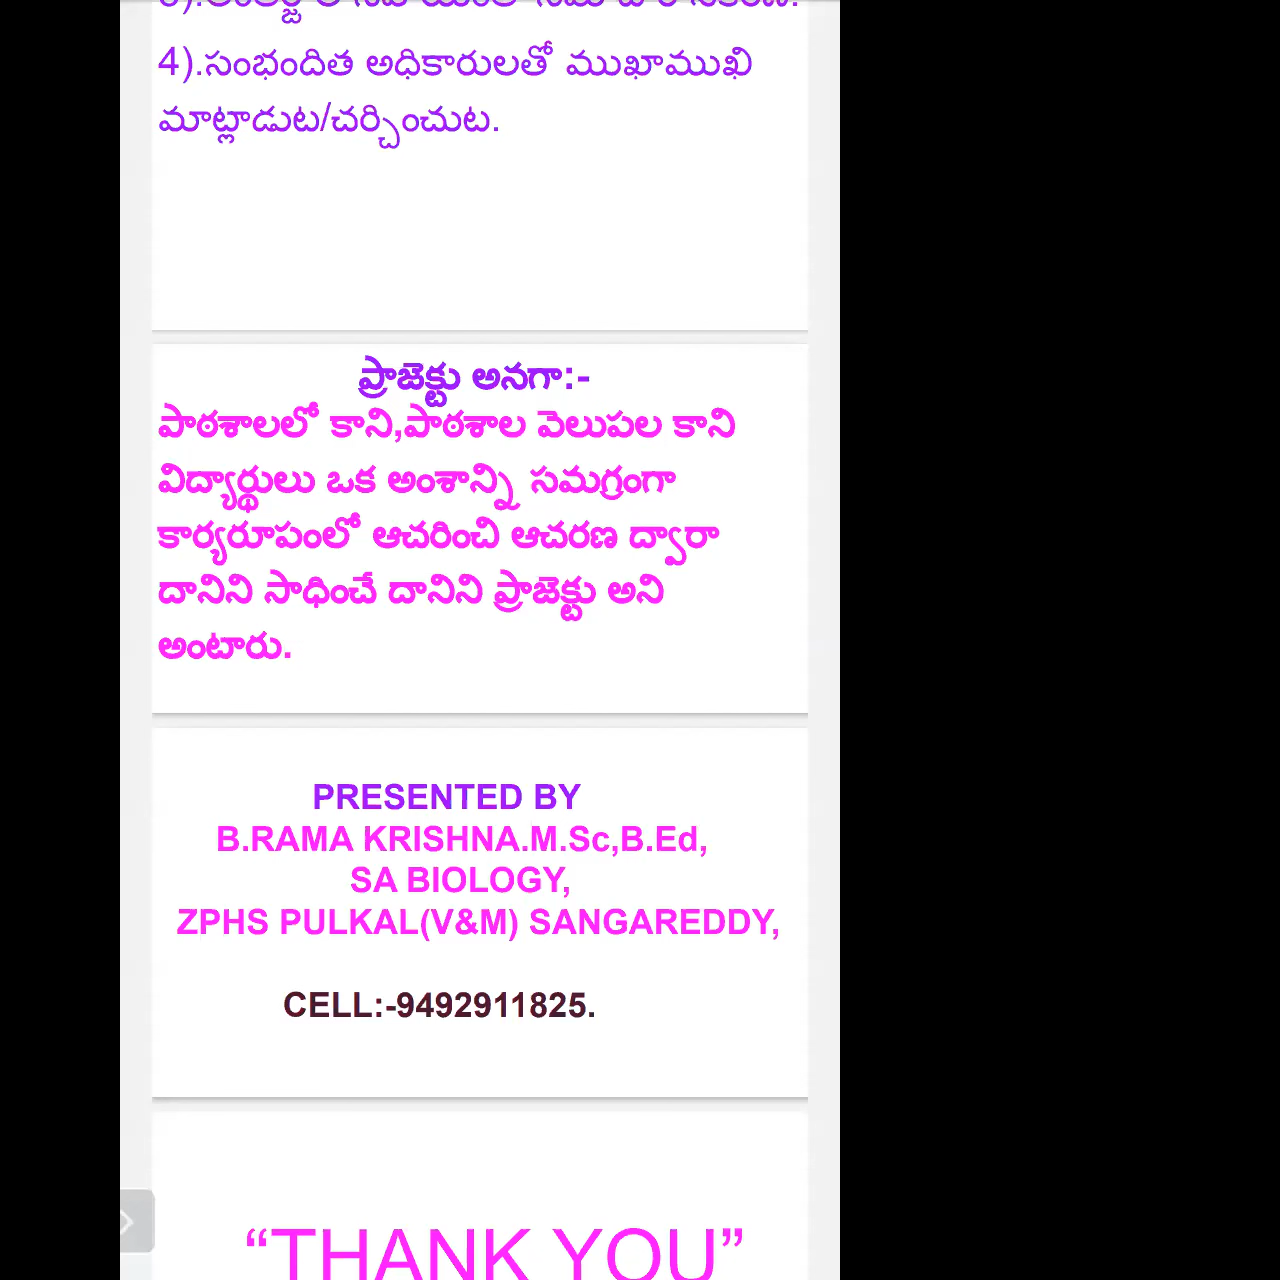 4).సంభందిత అధికారులతో ముఖాముఖి
మాట్లాడుట/చర్చించుట.
ప్రాజెక్టు అనగా:-
పాఠశాలలో కాని,పాఠశాల వెలుపల కాని
విద్యార్థులు ఒక అంశాన్ని సమగ్రంగా
కార్యరూపంలో ఆచరించి ఆచరణ ద్వారా
దానిని సాధించే దానిని ప్రాజెక్టు అని
అంటారు.
PRESENTED BY
B.RAMA KRISHNA.M.Sc,B.Ed,
SA BIOLOGY,
ZPHS PULKAL(V&M) SANGAREDDY,
CELL:-9492911825.
“THANK YOU”